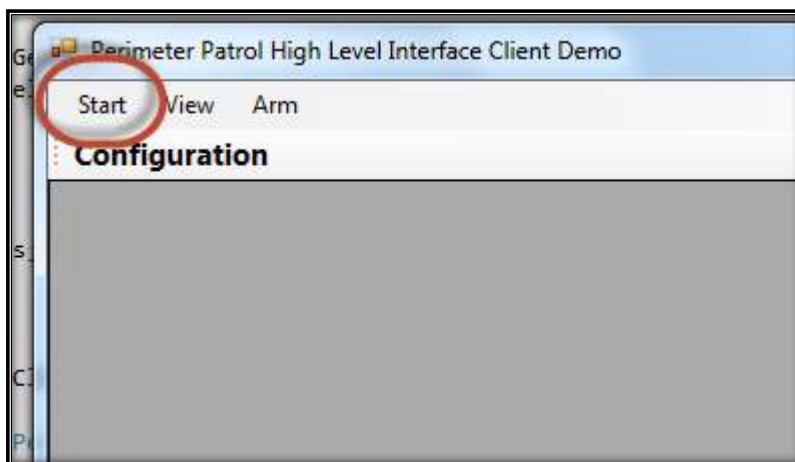 Perimeter Patrol High Level Interface Client Demo
Start View Arm
Configuration